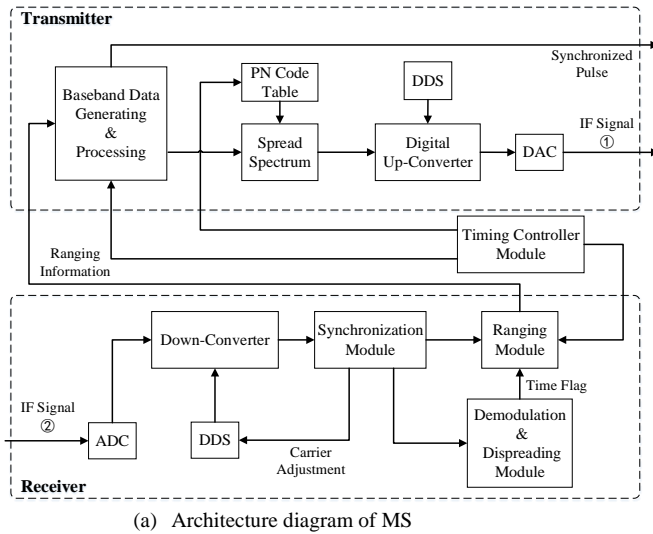 Transmitter
Synchronized
Pulse
PN Code
Table
DDS
Baseband Data
Generating
&
Processing
IF Signal
①
Spread
Spectrum
Digital
Up-Converter
DAC
Timing Controller
Module
Ranging
Information
Down-Converter
Synchronization
Module
Ranging
Module
IF Signal
②
Time Flag
ADC
DDS
Carrier
Adjustment
Demodulation
&
Dispreading
Module
Receiver
(a) Architecture diagram of MS